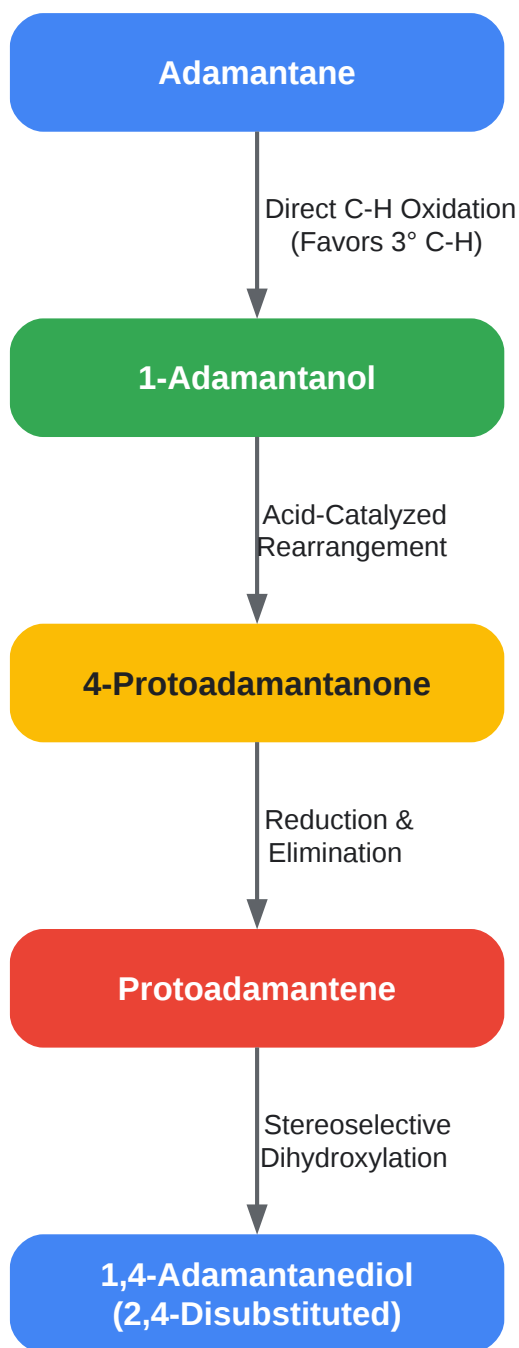 Adamantane
Direct C-H Oxidation
(Favors 3° C-H)
1-Adamantanol
Acid-Catalyzed
Rearrangement
4-Protoadamantanone
Reduction &
Elimination
Protoadamantene
Stereoselective
Dihydroxylation
1,4-Adamantanediol
(2,4-Disubstituted)